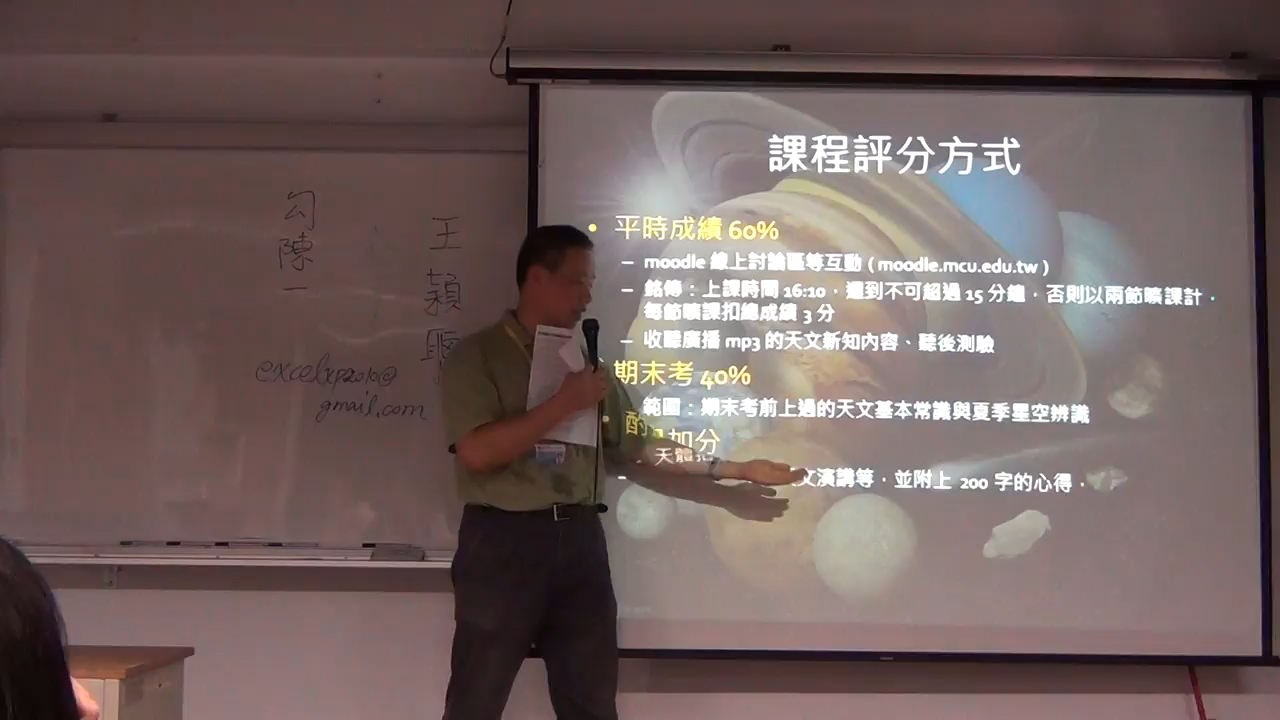 勾陳一
王穎聰
excelxp2010@
gmail.com
課程評分方式
• 平時成績 60%
– moodle 線上討論區等互動 ( moodle.mcu.edu.tw )
– 銘傳：上課時間 16:10，遲到不可超過 15 分鐘，否則以兩節曠課計，
每節曠課扣總成績 3 分
– 收聽廣播 mp3 的天文新知內容、聽後測驗
期末考 40%
範圍：期末考前上過的天文基本常識與夏季星空辨識
• 酌 加分
天體
文演講等，並附上 200 字的心得，